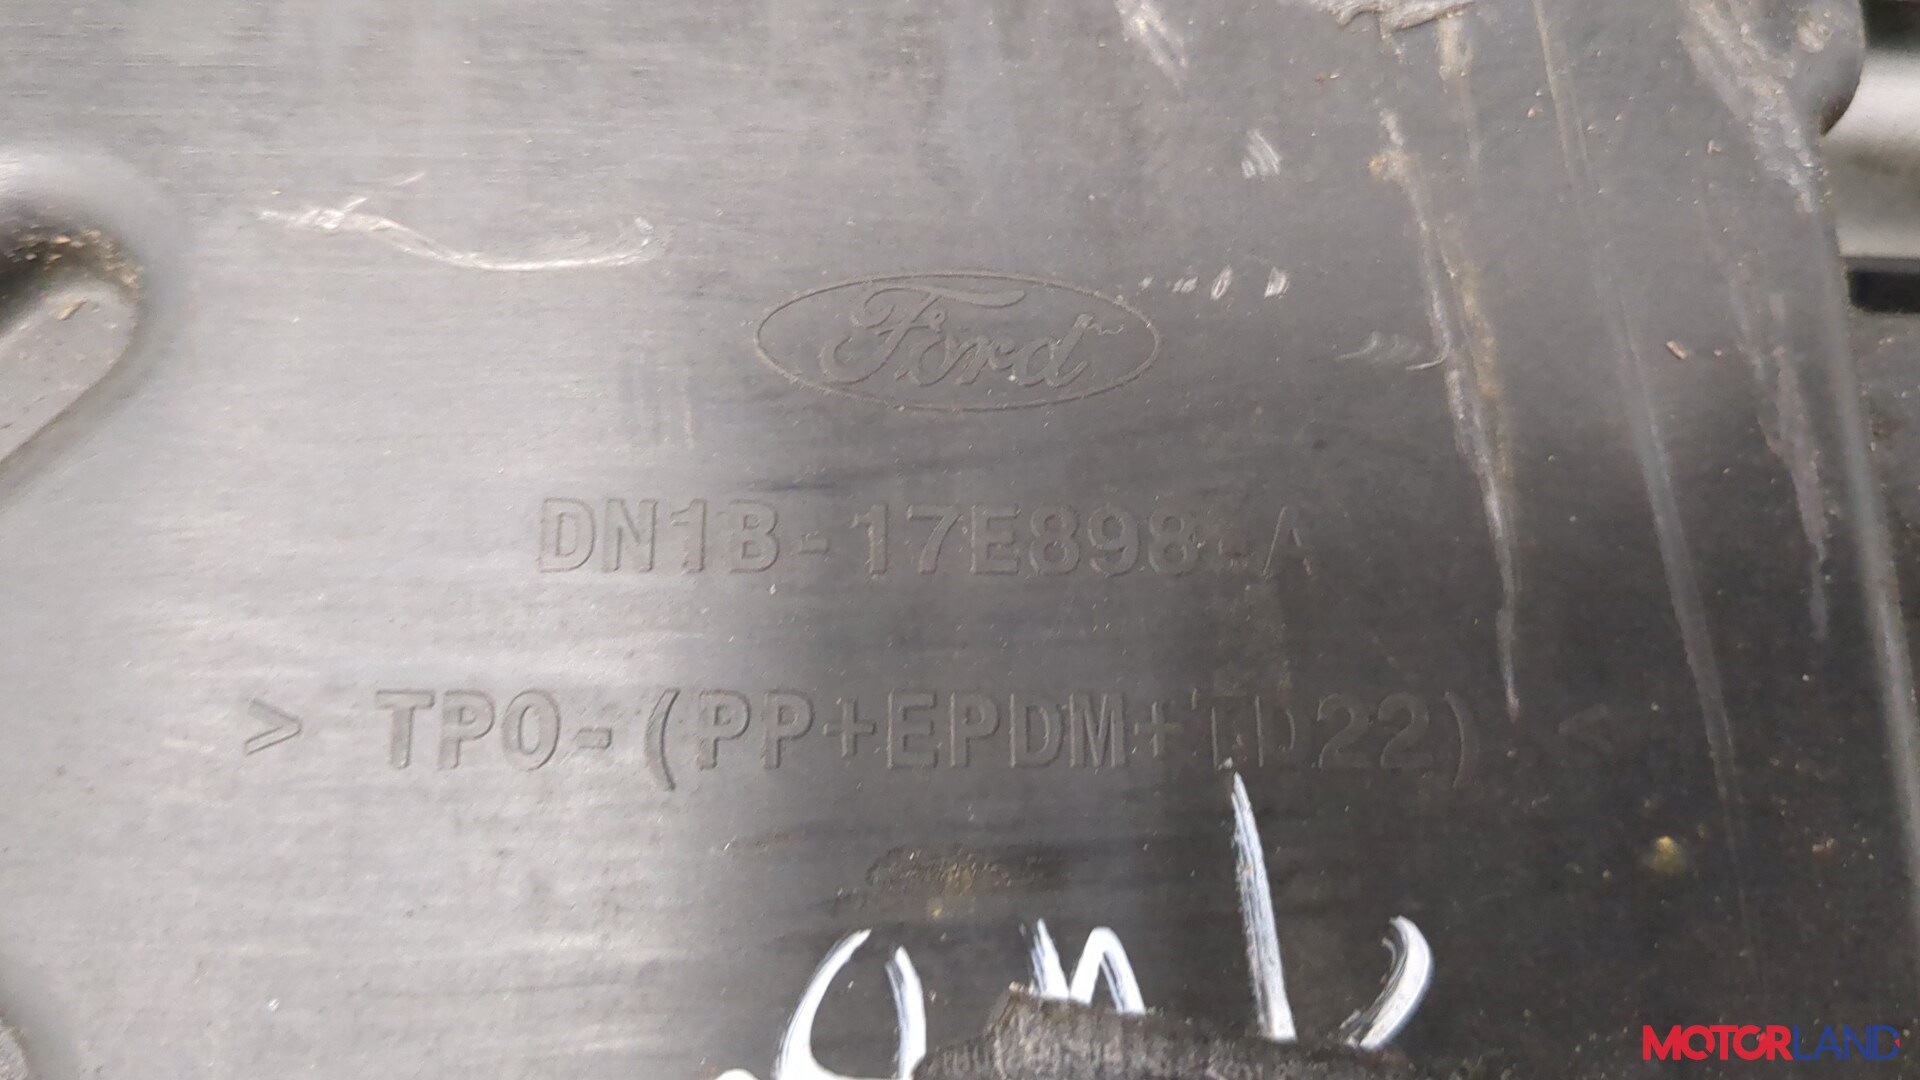 Ford
DN1B-17E898-A
> TPO-(PP+EPDM+TD22) <
MOTORLAND